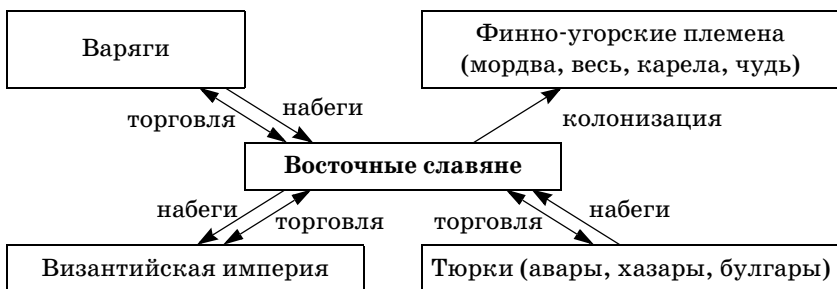 Варяги
Финно-угорские племена
(мордва, весь, карела, чудь)
набеги
торговля
колонизация
Восточные славяне
набеги
торговля
торговля
набеги
Византийская империя
Тюрки (авары, хазары, булгары)